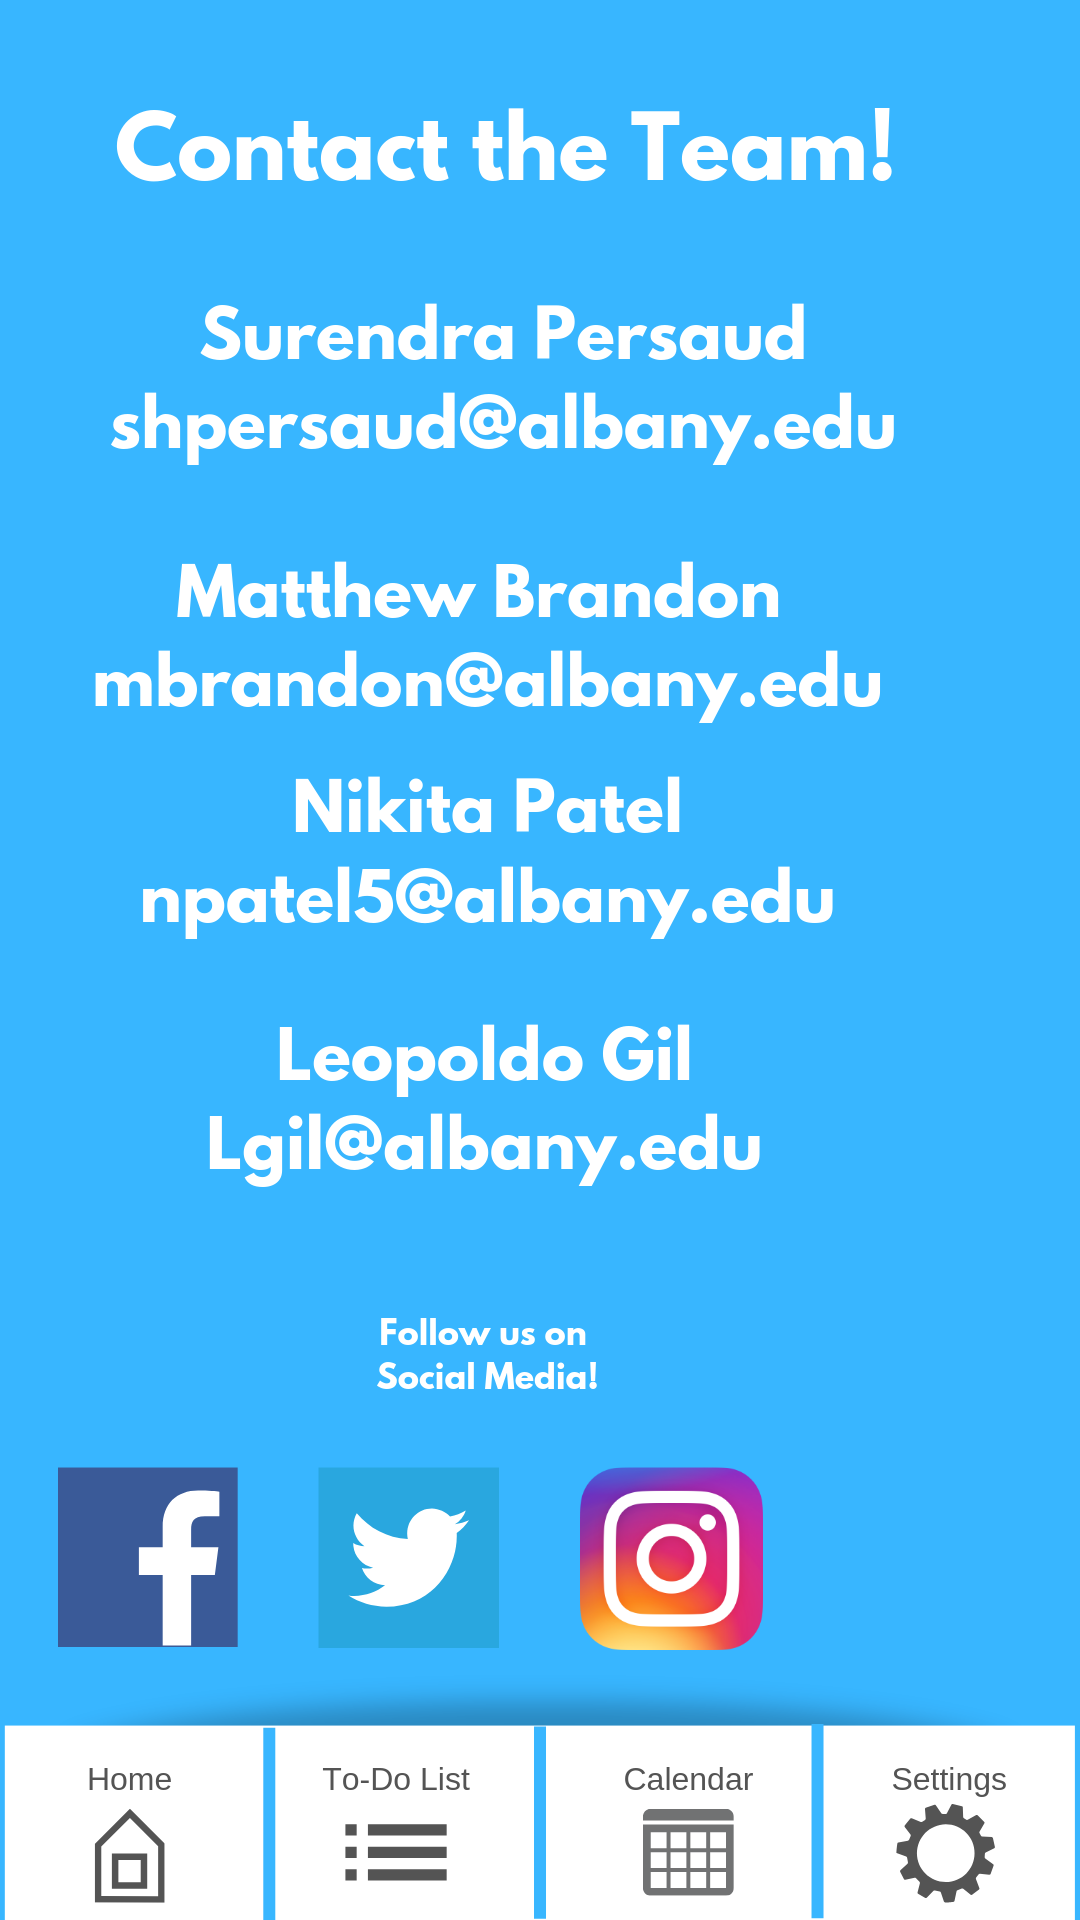 Contact the Team!
Surendra Persaud
shpersaud@albany.edu
Matthew Brandon
mbrandon@albany.edu
Nikita Patel
npatel5@albany.edu
Leopoldo Gil
Lgil@albany.edu
Follow us on
Social Media!
Home
To-Do List
Calendar
Settings